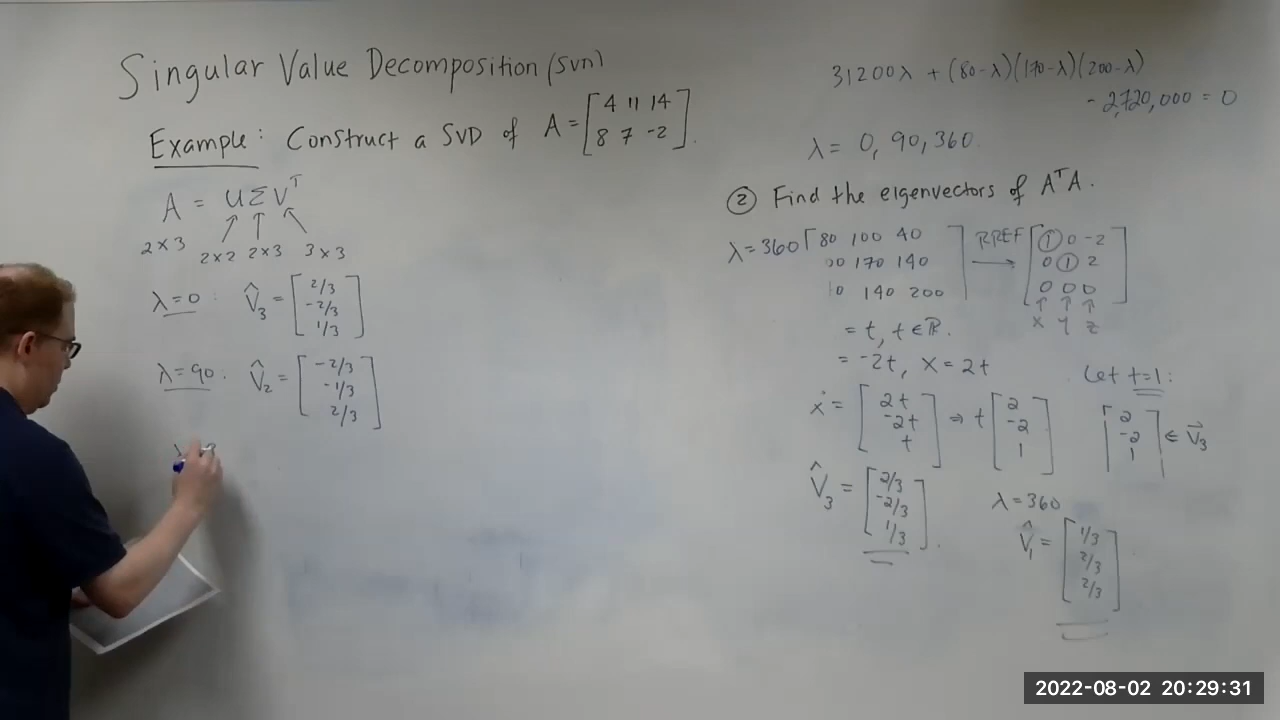 Singular Value Decomposition (SVD)
Example: Construct a SVD of A = [4 11 14
8 7 -2].
A = UΣV^T
2×3 2×2 2×3 3×3
λ=0: V̂₃ = [2/3
-2/3
1/3]
λ=90: V̂₂ = [-2/3
-1/3
2/3]
31200λ + (80-λ)(170-λ)(200-λ)
- 2,720,000 = 0
λ = 0, 90, 360
② Find the eigenvectors of AᵀA.
λ=360 [80 100 40 RREF [1 0 -2
00 170 140 → 0 1 2
0 140 200] 0 0 0]
x y z
= t, t ∈ ℝ.
= -2t, x = 2t
Let t=1:
x = [2t
-2t
t] ⇒ t [2
-2
1]
[2
-2
1] ∈ V⃗₃
V̂₃ = [2/3
-2/3
1/3].
λ = 360
V̂₁ = [1/3
2/3
2/3]
2022-08-02 20:29:31